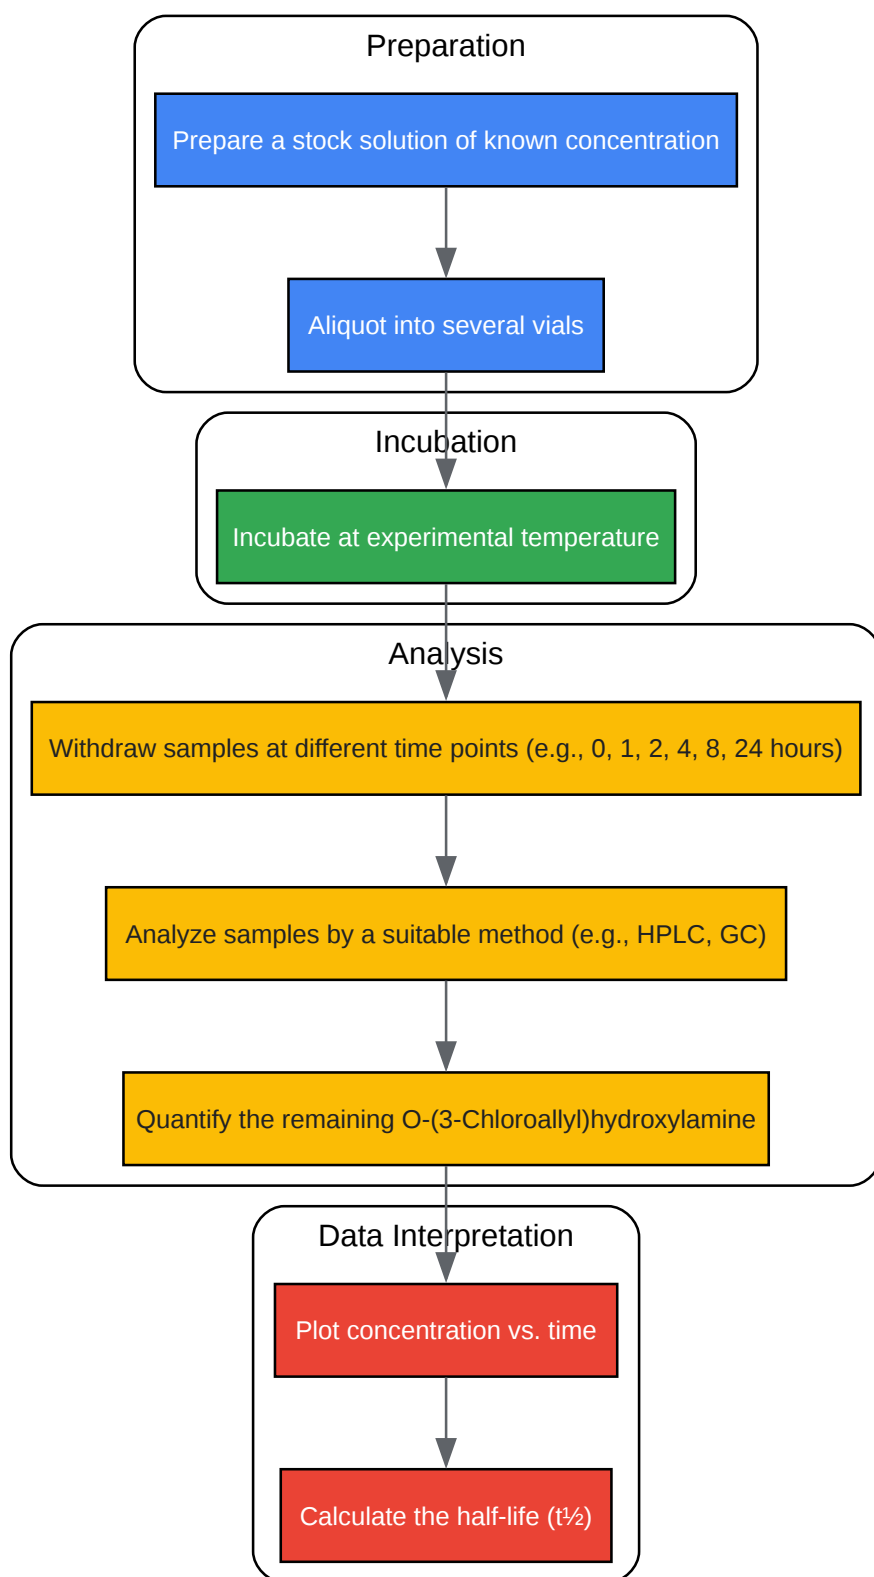 Preparation
Prepare a stock solution of known concentration
Aliquot into several vials
Incubation
Incubate at experimental temperature
Analysis
Withdraw samples at different time points (e.g., 0, 1, 2, 4, 8, 24 hours)
Analyze samples by a suitable method (e.g., HPLC, GC)
Quantify the remaining O-(3-Chloroallyl)hydroxylamine
Data Interpretation
Plot concentration vs. time
Calculate the half-life (t½)